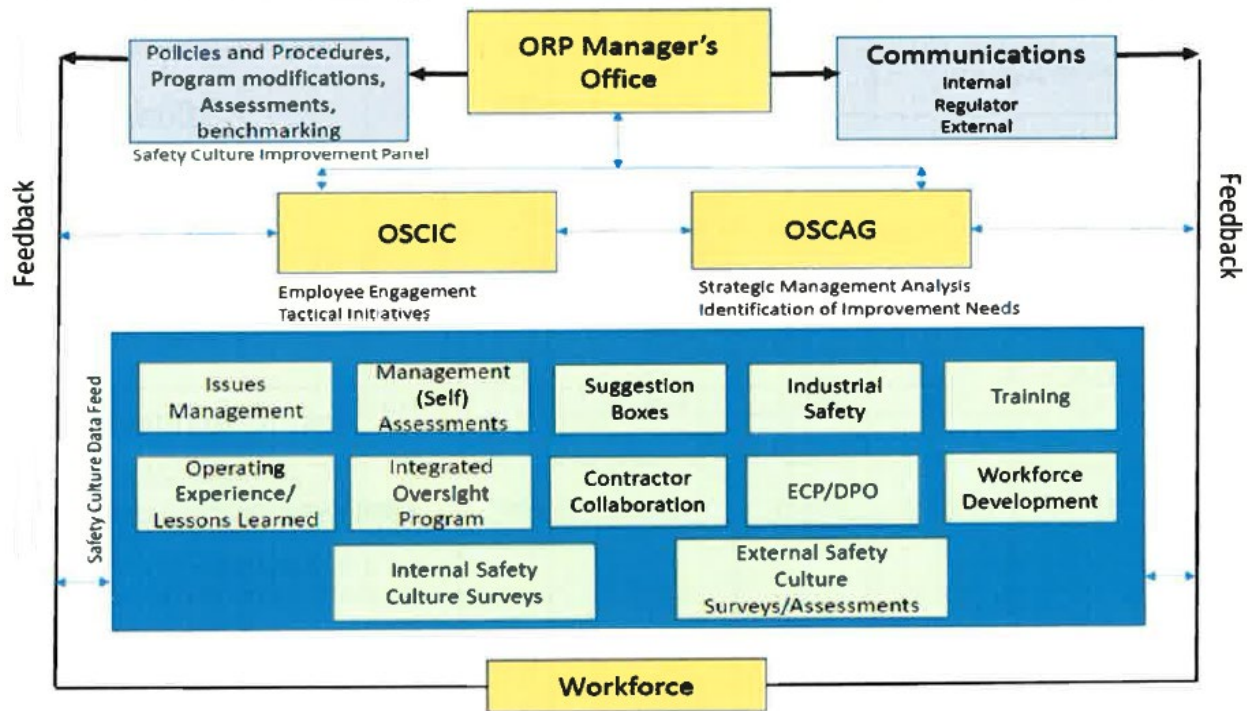 Policies and Procedures,
Program modifications,
Assessments,
benchmarking
Safety Culture Improvement Panel
ORP Manager's
Office
Communications
Internal
Regulator
External
Feedback
Feedback
OSCIC
OSCAG
Employee Engagement
Tactical Initiatives
Strategic Management Analysis
Identification of Improvement Needs
Safety Culture Data Feed
Issues
Management
Management
(Self)
Assessments
Suggestion
Boxes
Industrial
Safety
Training
Operating
Experience/
Lessons Learned
Integrated
Oversight
Program
Contractor
Collaboration
ECP/DPO
Workforce
Development
Internal Safety
Culture Surveys
External Safety
Culture
Surveys/Assessments
Workforce